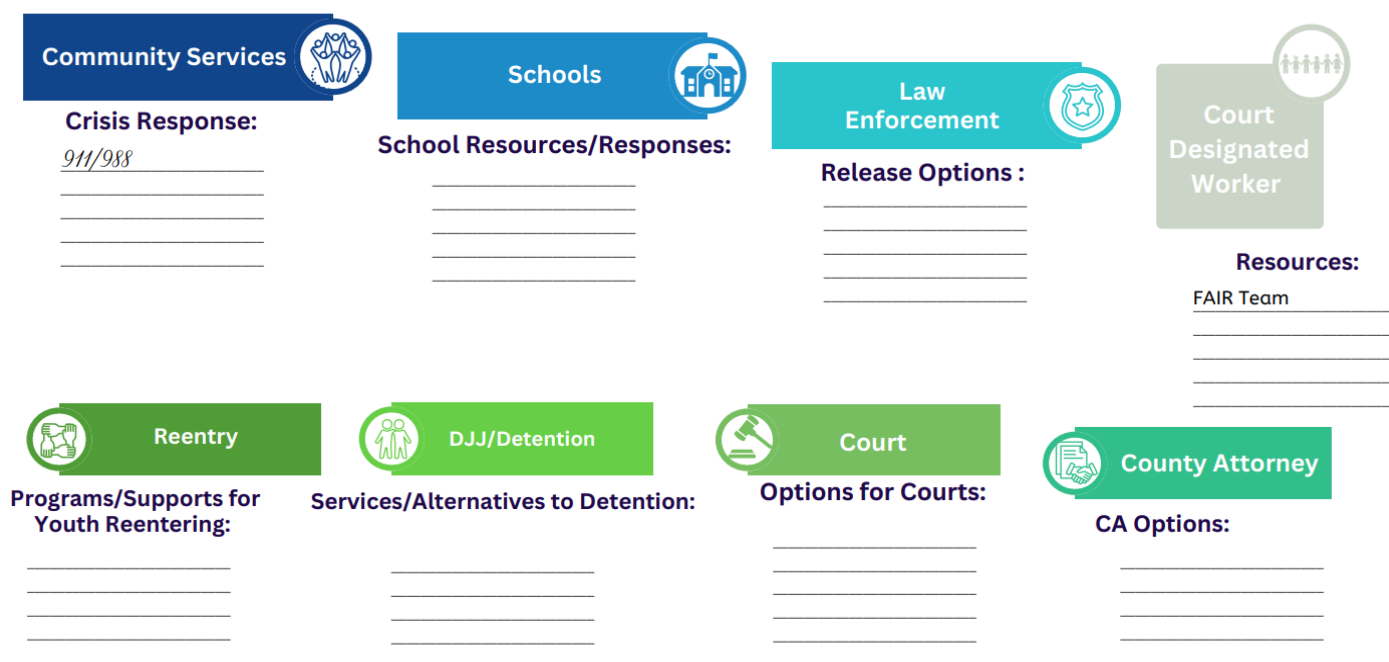 Community Services
Crisis Response:
911/988
Schools
School Resources/Responses:
Law
Enforcement
Release Options :
Court
Designated
Worker
Resources:
FAIR Team
Reentry
Programs/Supports for
Youth Reentering:
DJJ/Detention
Services/Alternatives to Detention:
Court
Options for Courts:
County Attorney
CA Options: